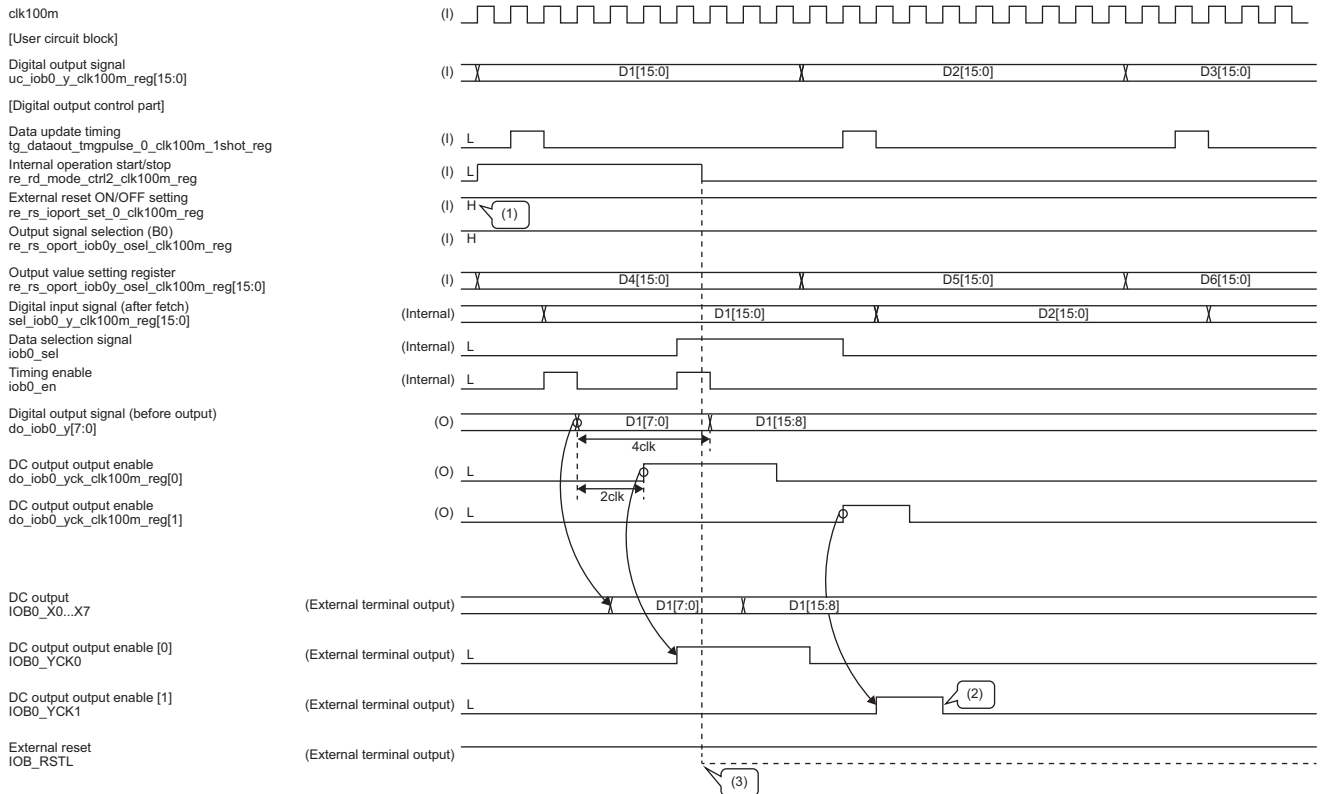 clk100m (I)
[User circuit block]
Digital output signal
uc_iob0_y_clk100m_reg[15:0] (I) D1[15:0] D2[15:0] D3[15:0]
[Digital output control part]
Data update timing
tg_dataout_tmgpulse_0_clk100m_1shot_reg (I) L
Internal operation start/stop
re_rd_mode_ctrl2_clk100m_reg (I) L
External reset ON/OFF setting
re_rs_ioport_set_0_clk100m_reg (I) H (1)
Output signal selection (B0)
re_rs_oport_iob0y_osel_clk100m_reg (I) H
Output value setting register
re_rs_oport_iob0y_osel_clk100m_reg[15:0] (I) D4[15:0] D5[15:0] D6[15:0]
Digital input signal (after fetch)
sel_iob0_y_clk100m_reg[15:0] (Internal) D1[15:0] D2[15:0]
Data selection signal
iob0_sel (Internal) L
Timing enable
iob0_en (Internal) L
Digital output signal (before output)
do_iob0_y[7:0] (O) D1[7:0] D1[15:8]
4clk
DC output output enable
do_iob0_yck_clk100m_reg[0] (O) L
2clk
DC output output enable
do_iob0_yck_clk100m_reg[1] (O) L
DC output
IOB0_X0...X7 (External terminal output) D1[7:0] D1[15:8]
DC output output enable [0]
IOB0_YCK0 (External terminal output) L
DC output output enable [1]
IOB0_YCK1 (External terminal output) L (2)
External reset
IOB_RSTL (External terminal output)
(3)